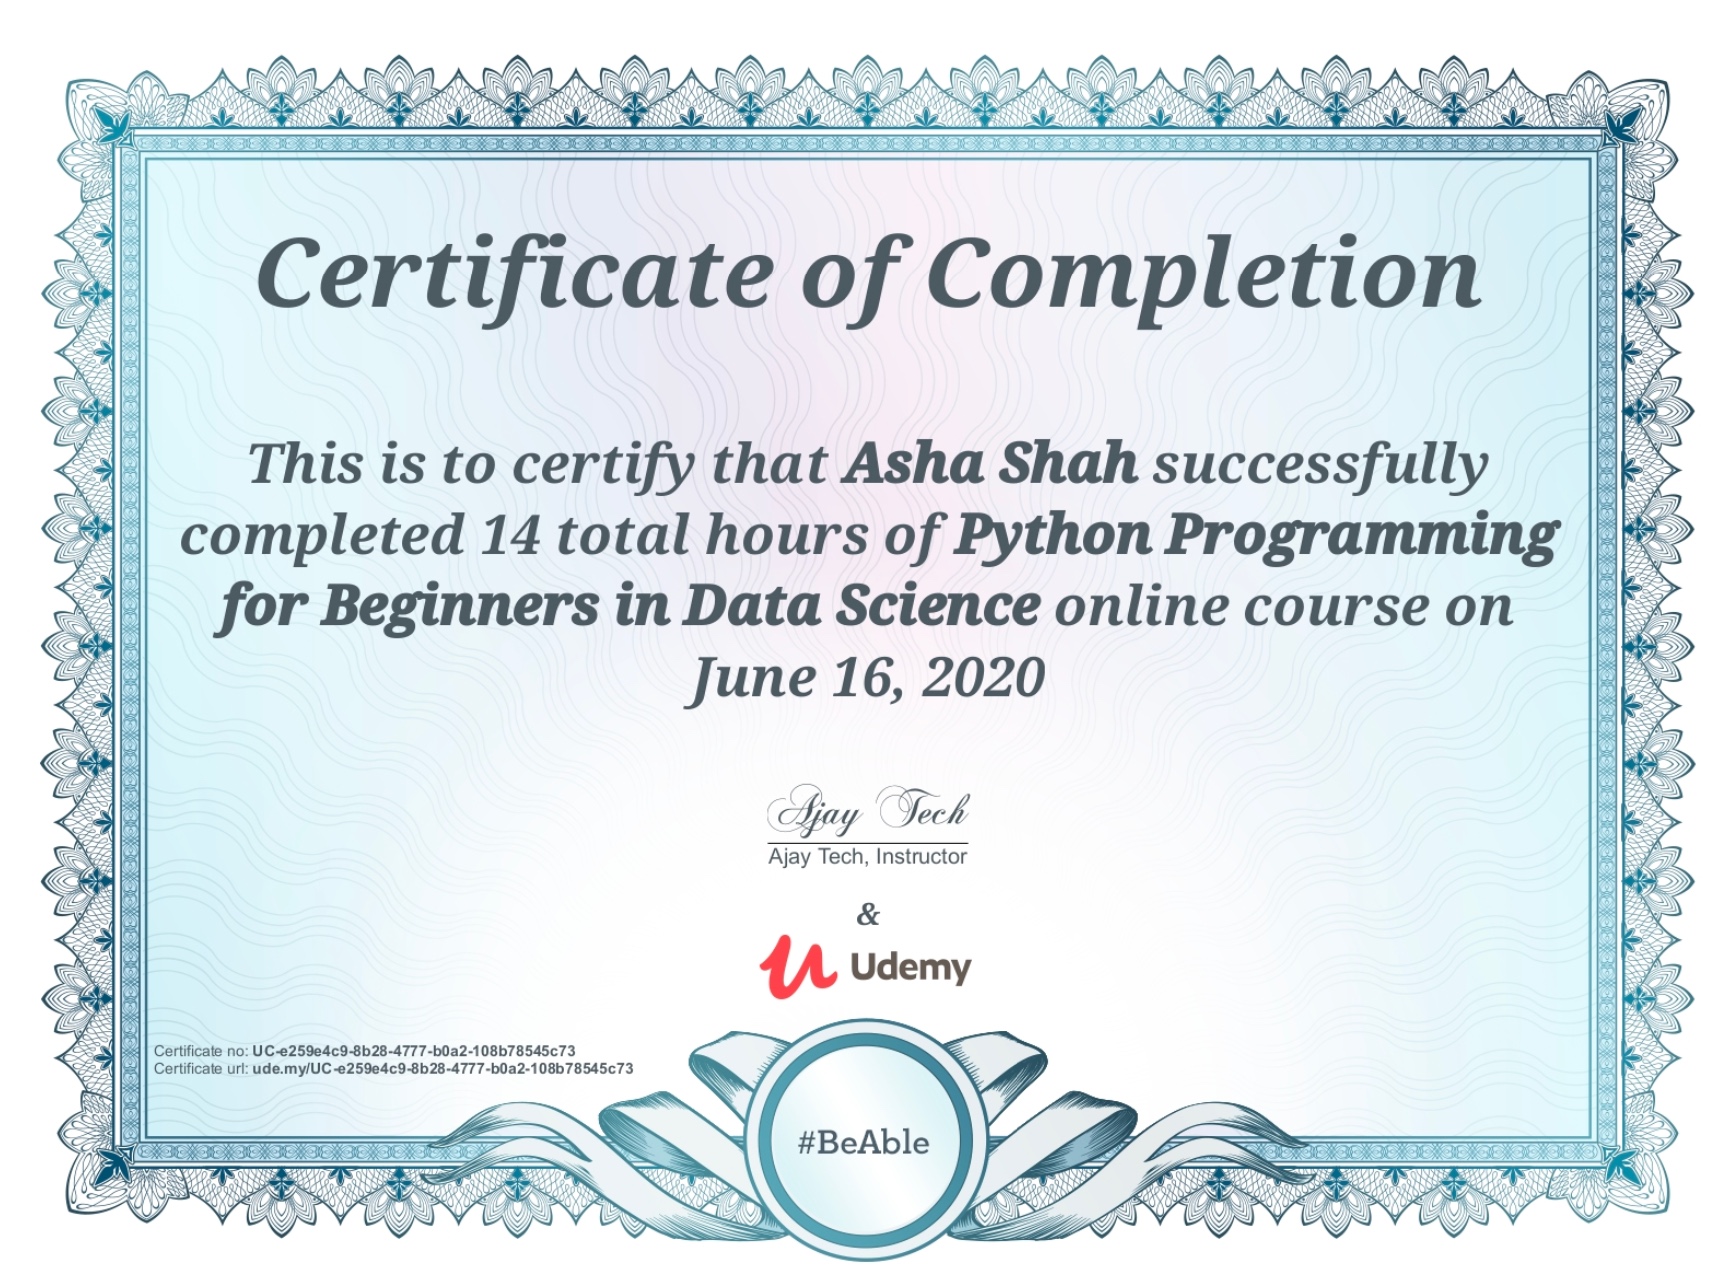 Certificate of Completion
This is to certify that Asha Shah successfully
completed 14 total hours of Python Programming
for Beginners in Data Science online course on
June 16, 2020
Ajay Tech
Ajay Tech, Instructor
&
Udemy
Certificate no: UC-e259e4c9-8b28-4777-b0a2-108b78545c73
Certificate url: ude.my/UC-e259e4c9-8b28-4777-b0a2-108b78545c73
#BeAble